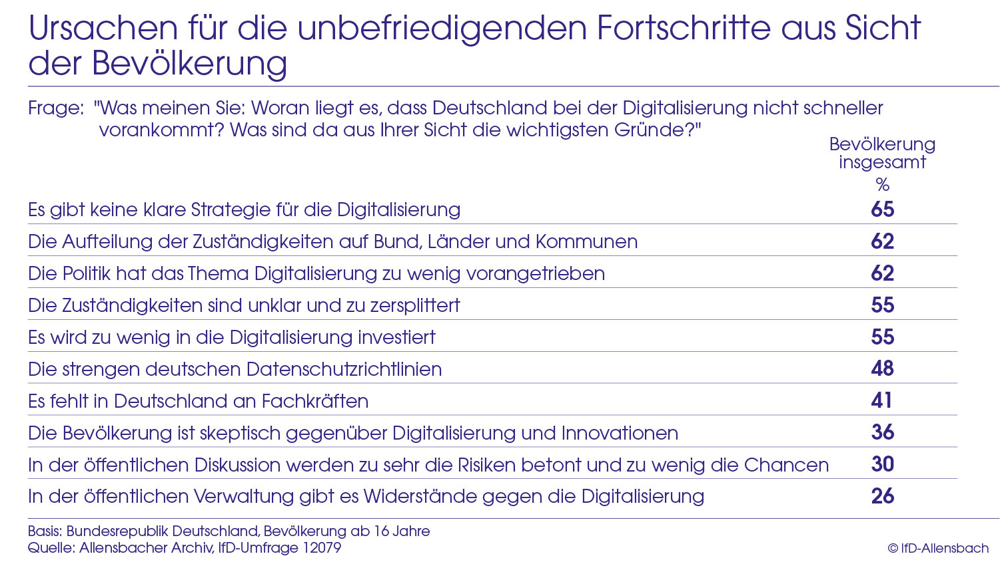 Ursachen für die unbefriedigenden Fortschritte aus Sicht
der Bevölkerung
Frage: "Was meinen Sie: Woran liegt es, dass Deutschland bei der Digitalisierung nicht schneller
vorankommt? Was sind da aus Ihrer Sicht die wichtigsten Gründe?"
Bevölkerung
insgesamt
%
Es gibt keine klare Strategie für die Digitalisierung 65
Die Aufteilung der Zuständigkeiten auf Bund, Länder und Kommunen 62
Die Politik hat das Thema Digitalisierung zu wenig vorangetrieben 62
Die Zuständigkeiten sind unklar und zu zersplittert 55
Es wird zu wenig in die Digitalisierung investiert 55
Die strengen deutschen Datenschutzrichtlinien 48
Es fehlt in Deutschland an Fachkräften 41
Die Bevölkerung ist skeptisch gegenüber Digitalisierung und Innovationen 36
In der öffentlichen Diskussion werden zu sehr die Risiken betont und zu wenig die Chancen 30
In der öffentlichen Verwaltung gibt es Widerstände gegen die Digitalisierung 26
Basis: Bundesrepublik Deutschland, Bevölkerung ab 16 Jahre
Quelle: Allensbacher Archiv, IfD-Umfrage 12079
© IfD-Allensbach